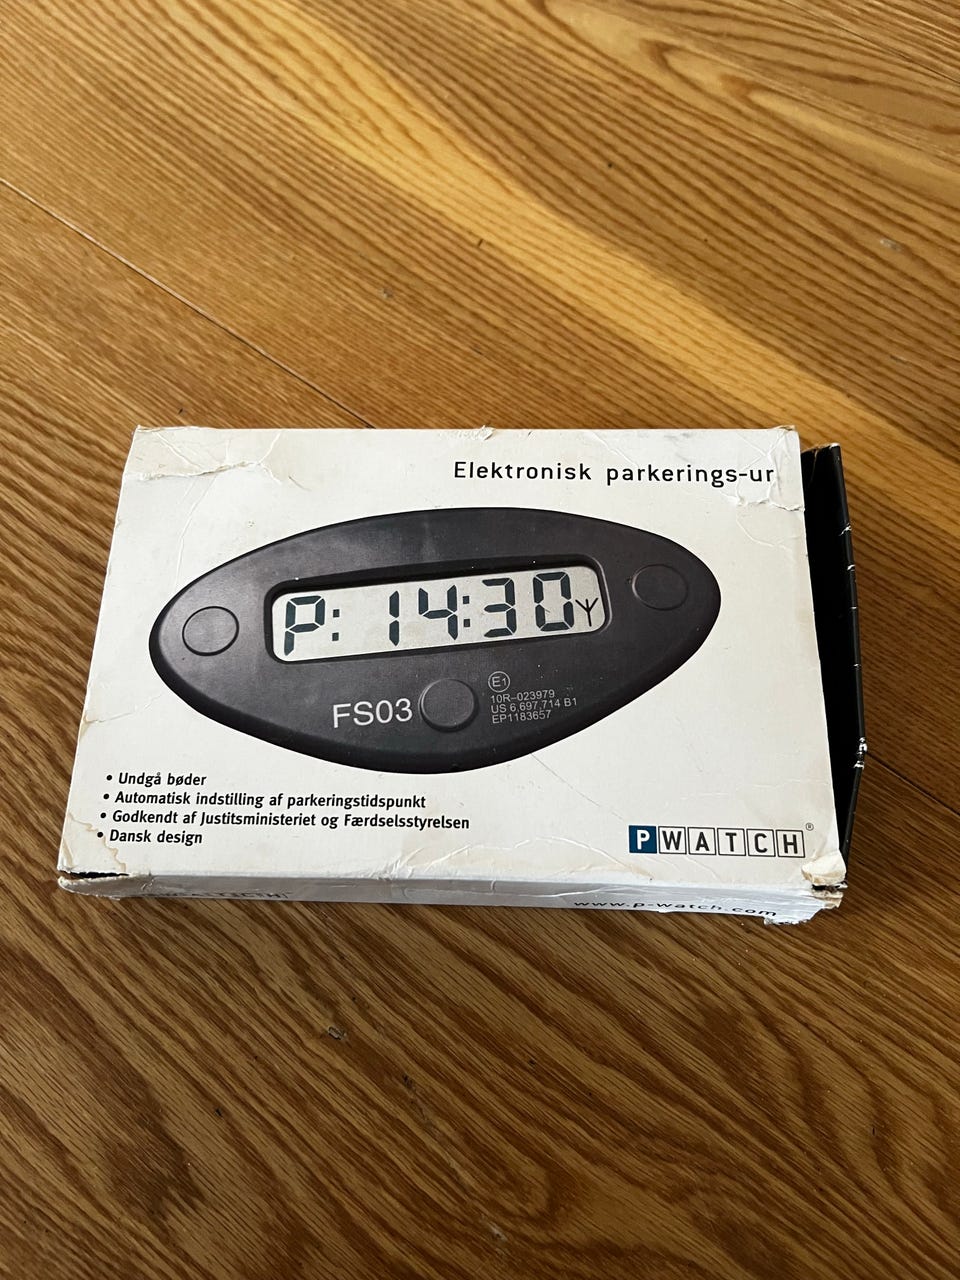 Elektronisk parkerings-ur
P: 14:30
E1
FS03
10R-023979
US 6,697,714 B1
EP1183657
• Undgå bøder
• Automatisk indstilling af parkeringstidspunkt
• Godkendt af Justitsministeriet og Færdselsstyrelsen
• Dansk design
PWATCH®
www.p-watch.com